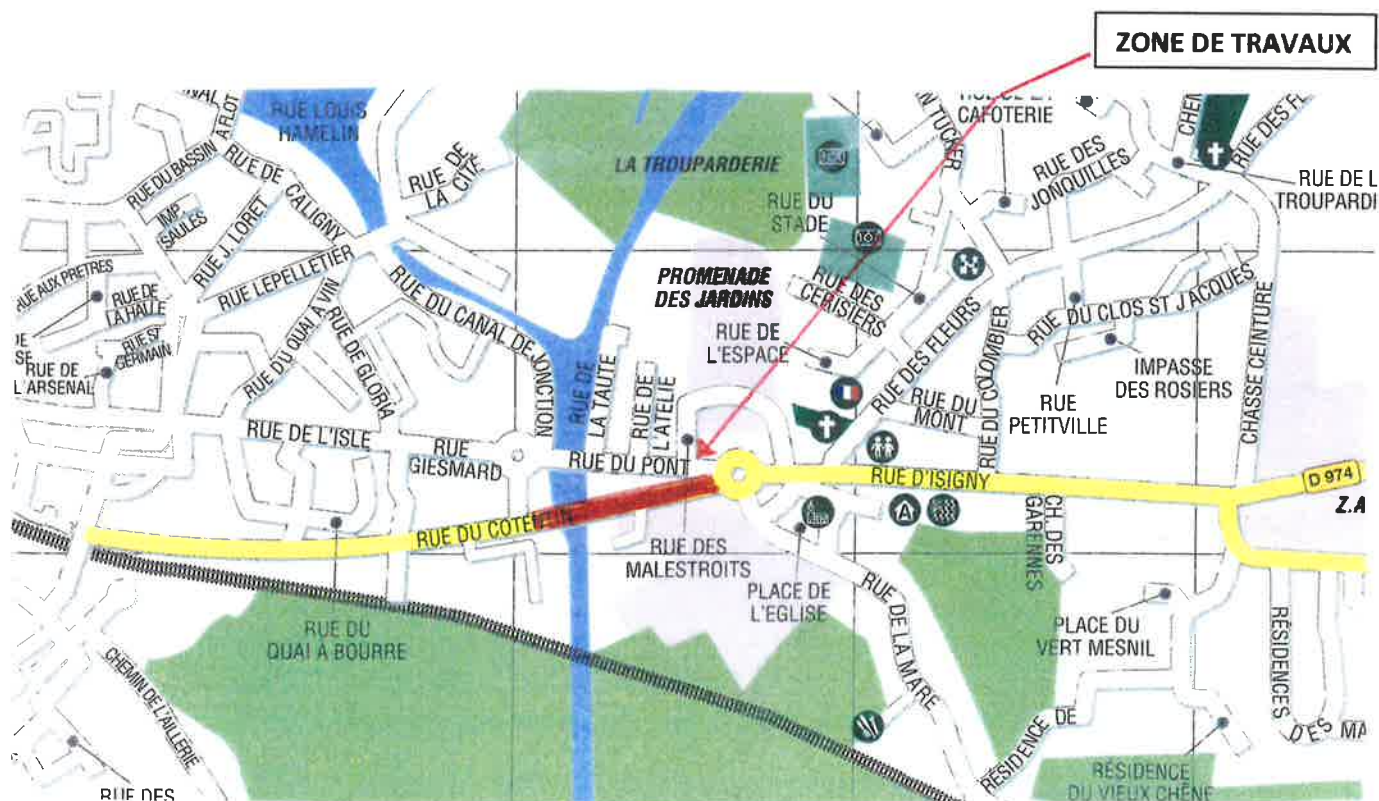 ZONE DE TRAVAUX
ARLOT
RUE LOUIS
HAMELIN
RUE DU BASSIN
RUE DE CALIGNY
RUE DE
LA CITÉ
IMP
SAULES
RUE J. LORET
RUE LEPELLETIER
RUE AUX PRETRES
RUE DE
LA HALLE
RUE ST
GERMAIN
RUE DE
L'ARSENAL
RUE DU QUAI A VIN
RUE DE GLORIA
RUE DU CANAL DE JONCTION
LA TROUPARDERIE
PROMENADE
DES JARDINS
RUE DU
STADE
CAFOTERIE
RUE DES
JONQUILLES
RUE DES FL
RUE DE L
TROUPARDI
RUE DES
CERISIERS
RUE DE
L'ESPACE
RUE DES FLEURS
RUE DU COLOMBIER
RUE DU CLOS ST JACQUES
IMPASSE
DES ROSIERS
RUE
PETITVILLE
CHASSE CEINTURE
RUE DU
MONT
RUE DE
LA TAUTE
RUE DE
L'ATELIE
RUE DE L'ISLE
RUE
GIESMARD
RUE DU PONT
RUE D'ISIGNY
D 974
Z.A
RUE DU COTENTIN
RUE DES
MALESTROITS
PLACE DE
L'EGLISE
CH. DES
GARENNES
RUE DE LA MARE
PLACE DU
VERT MESNIL
RUE DU
QUAI A BOURRE
CHEMIN DE L'AILLERIE
RÉSIDENCE DE
RÉSIDENCES
DES MA
RÉSIDENCE
DU VIEUX CHÊNE
RUE DES